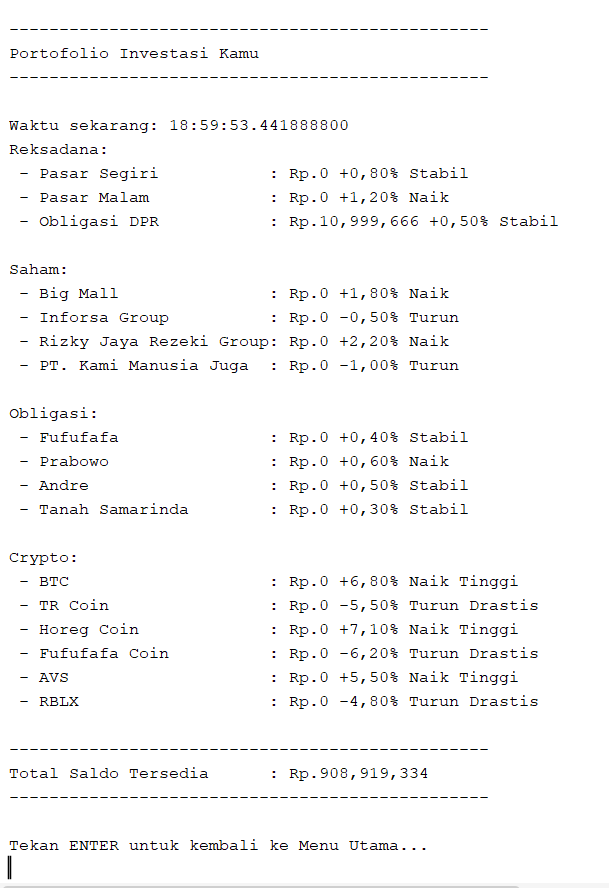 ------------------------------------------------
Portofolio Investasi Kamu
------------------------------------------------
Waktu sekarang: 18:59:53.441888800
Reksadana:
 - Pasar Segiri           : Rp.0 +0,80% Stabil
 - Pasar Malam            : Rp.0 +1,20% Naik
 - Obligasi DPR           : Rp.10,999,666 +0,50% Stabil
Saham:
 - Big Mall               : Rp.0 +1,80% Naik
 - Inforsa Group          : Rp.0 -0,50% Turun
 - Rizky Jaya Rezeki Group: Rp.0 +2,20% Naik
 - PT. Kami Manusia Juga  : Rp.0 -1,00% Turun
Obligasi:
 - Fufufafa               : Rp.0 +0,40% Stabil
 - Prabowo                : Rp.0 +0,60% Naik
 - Andre                  : Rp.0 +0,50% Stabil
 - Tanah Samarinda        : Rp.0 +0,30% Stabil
Crypto:
 - BTC                    : Rp.0 +6,80% Naik Tinggi
 - TR Coin                : Rp.0 -5,50% Turun Drastis
 - Horeg Coin             : Rp.0 +7,10% Naik Tinggi
 - Fufufafa Coin          : Rp.0 -6,20% Turun Drastis
 - AVS                    : Rp.0 +5,50% Naik Tinggi
 - RBLX                   : Rp.0 -4,80% Turun Drastis
------------------------------------------------
Total Saldo Tersedia      : Rp.908,919,334
------------------------------------------------
Tekan ENTER untuk kembali ke Menu Utama...